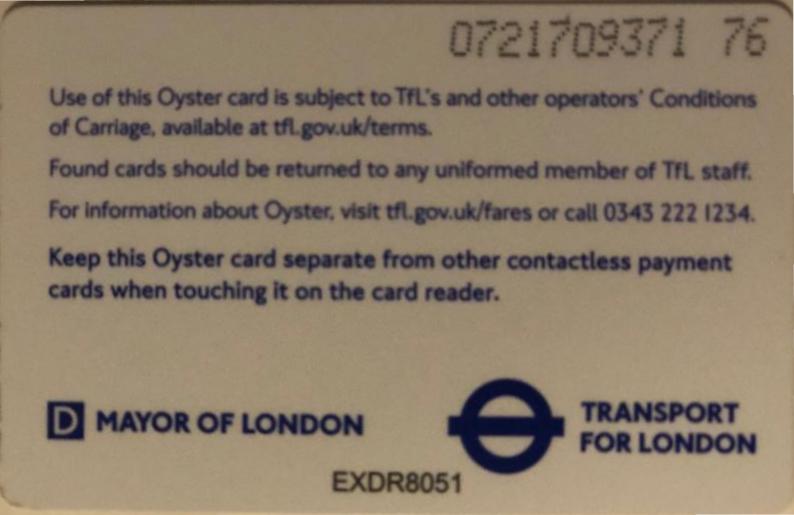 0721709371 76
Use of this Oyster card is subject to TfL's and other operators' Conditions
of Carriage, available at tfl.gov.uk/terms.
Found cards should be returned to any uniformed member of TfL staff.
For information about Oyster, visit tfl.gov.uk/fares or call 0343 222 1234.
Keep this Oyster card separate from other contactless payment
cards when touching it on the card reader.
D MAYOR OF LONDON
TRANSPORT
FOR LONDON
EXDR8051